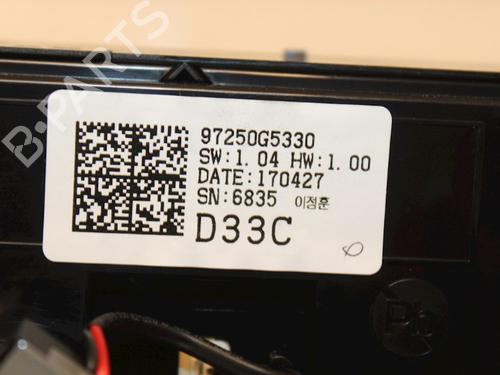 B-PARTS
97250G5330
SW:1.04 HW:1.00
DATE:170427
SN:6835 이정훈
D33C
Pb